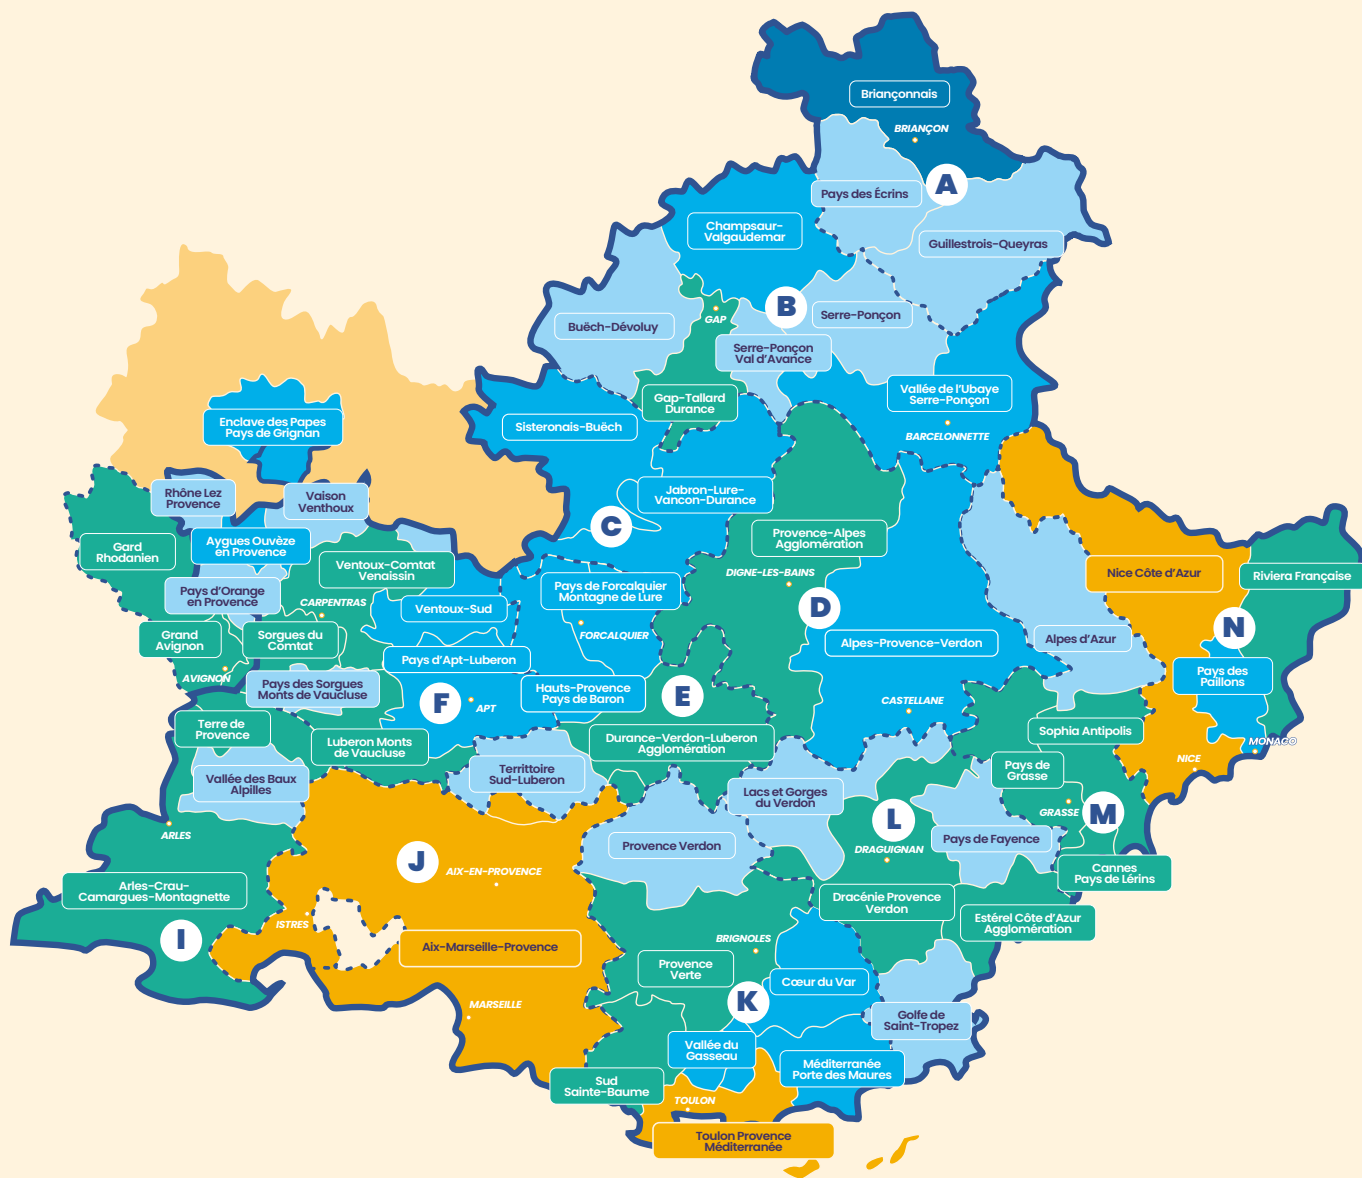 Briançonnais
BRIANÇON
A
Pays des Écrins
Champsaur-
Valgaudemar
Guillestrois-Queyras
B
Serre-Ponçon
GAP
Buëch-Dévoluy
Serre-Ponçon
Val d'Avance
Gap-Tallard
Durance
Vallée de l'Ubaye
Serre-Ponçon
BARCELONNETTE
Enclave des Papes
Pays de Grignan
Sisteronais-Buëch
Rhône Lez
Provence
Vaison
Venthoux
Jabron-Lure-
Vancon-Durance
C
Gard
Rhodanien
Aygues Ouvèze
en Provence
Provence-Alpes
Agglomération
Ventoux-Comtat
Venaissin
DIGNE-LES-BAINS
Nice Côte d'Azur
Riviera Française
Pays d'Orange
en Provence
CARPENTRAS
Ventoux-Sud
Pays de Forcalquier
Montagne de Lure
FORCALQUIER
D
N
Grand
Avignon
Sorgues du
Comtat
Alpes-Provence-Verdon
Alpes d'Azur
Pays d'Apt-Luberon
AVIGNON
Pays des Sorgues
Monts de Vaucluse
F
APT
Hauts-Provence
Pays de Baron
E
CASTELLANE
Pays des
Paillons
Terre de
Provence
Luberon Monts
de Vaucluse
Durance-Verdon-Luberon
Agglomération
Sophia Antipolis
MONACO
NICE
Vallée des Baux
Alpilles
Territtoire
Sud-Luberon
Lacs et Gorges
du Verdon
Pays de
Grasse
GRASSE
M
ARLES
L
DRAGUIGNAN
Pays de Fayence
Provence Verdon
J
AIX-EN-PROVENCE
Cannes
Pays de Lérins
Arles-Crau-
Camargues-Montagnette
Dracénie Provence
Verdon
ISTRES
Estérel Côte d'Azur
Agglomération
I
Aix-Marseille-Provence
BRIGNOLES
Provence
Verte
Cœur du Var
K
MARSEILLE
Golfe de
Saint-Tropez
Vallée du
Gasseau
Méditerranée
Porte des Maures
Sud
Sainte-Baume
TOULON
Toulon Provence
Méditerranée